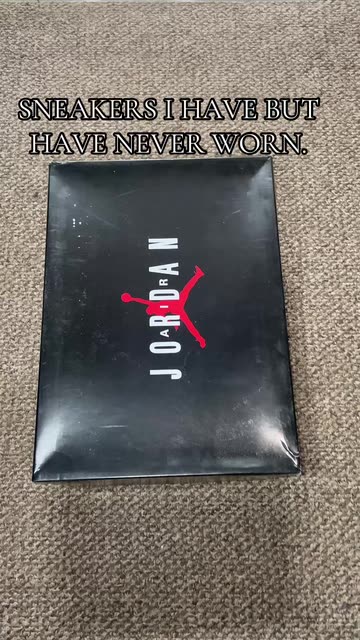 SNEAKERS I HAVE BUT
HAVE NEVER WORN.
JORDAN
AIR